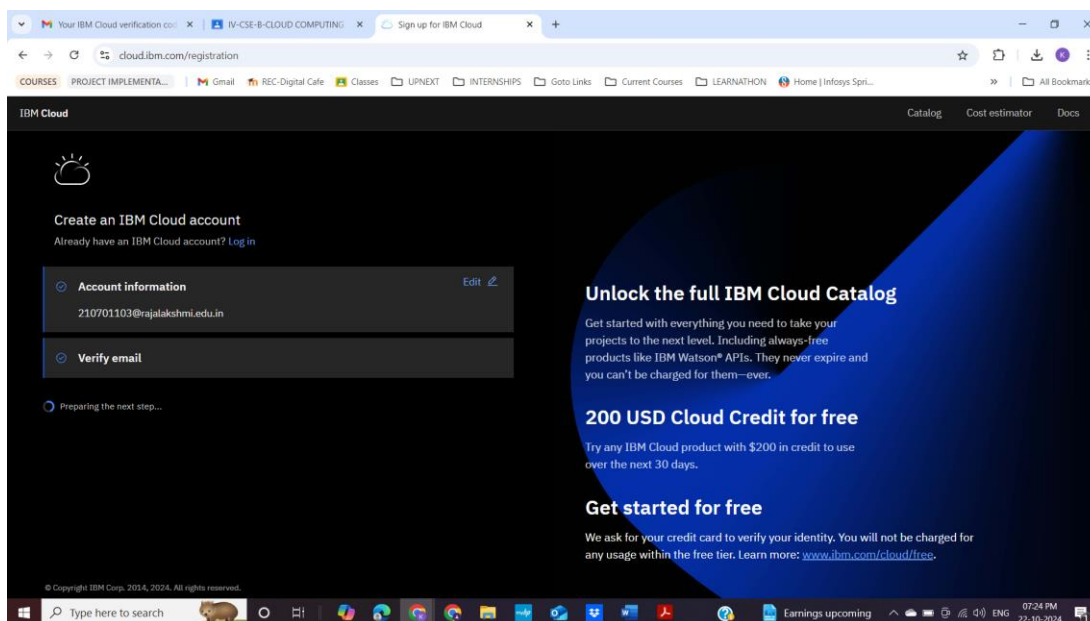 Your IBM Cloud verification cod
IV-CSE-B-CLOUD COMPUTING
Sign up for IBM Cloud
cloud.ibm.com/registration
COURSES PROJECT IMPLEMENTA... Gmail REC-Digital Cafe Classes UPNEXT INTERNSHIPS Goto Links Current Courses LEARNATHON Home | Infosys Spri... » All Bookmark
K
IBM Cloud Catalog Cost estimator Docs
Create an IBM Cloud account
Already have an IBM Cloud account? Log in
Account information Edit
210701103@rajalakshmi.edu.in
Verify email
Preparing the next step...
Unlock the full IBM Cloud Catalog
Get started with everything you need to take your
projects to the next level. Including always-free
products like IBM Watson® APIs. They never expire and
you can't be charged for them—ever.
200 USD Cloud Credit for free
Try any IBM Cloud product with $200 in credit to use
over the next 30 days.
Get started for free
We ask for your credit card to verify your identity. You will not be charged for
any usage within the free tier. Learn more: www.ibm.com/cloud/free.
© Copyright IBM Corp. 2014, 2024. All rights reserved.
Type here to search
Earnings upcoming
ENG
07:24 PM
22-10-2024